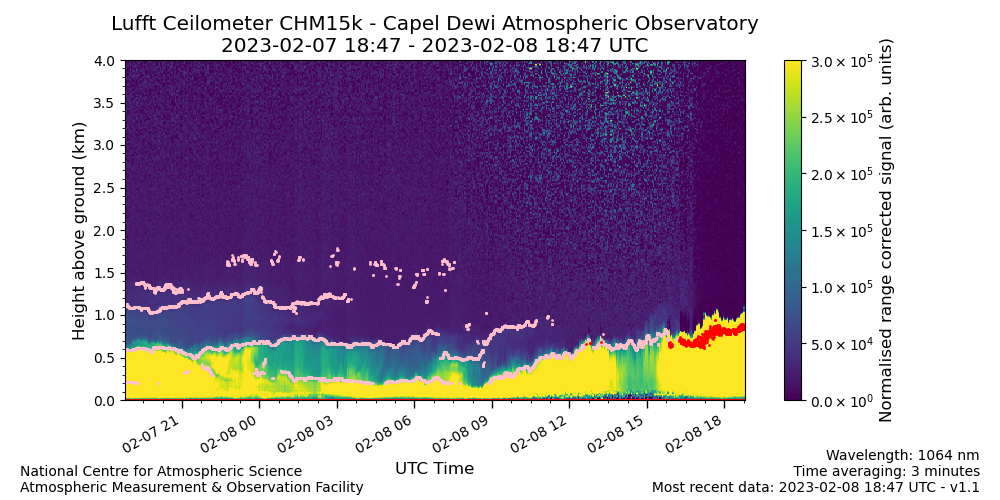 Lufft Ceilometer CHM15k - Capel Dewi Atmospheric Observatory
2023-02-07 18:47 - 2023-02-08 18:47 UTC
Height above ground (km)
4.0
3.5
3.0
2.5
2.0
1.5
1.0
0.5
0.0
02-07 21
02-08 00
02-08 03
02-08 06
02-08 09
02-08 12
02-08 15
02-08 18
UTC Time
3.0 × 10⁵
2.5 × 10⁵
2.0 × 10⁵
1.5 × 10⁵
1.0 × 10⁵
5.0 × 10⁴
0.0 × 10⁰
Normalised range corrected signal (arb. units)
National Centre for Atmospheric Science
Atmospheric Measurement & Observation Facility
Wavelength: 1064 nm
Time averaging: 3 minutes
Most recent data: 2023-02-08 18:47 UTC - v1.1